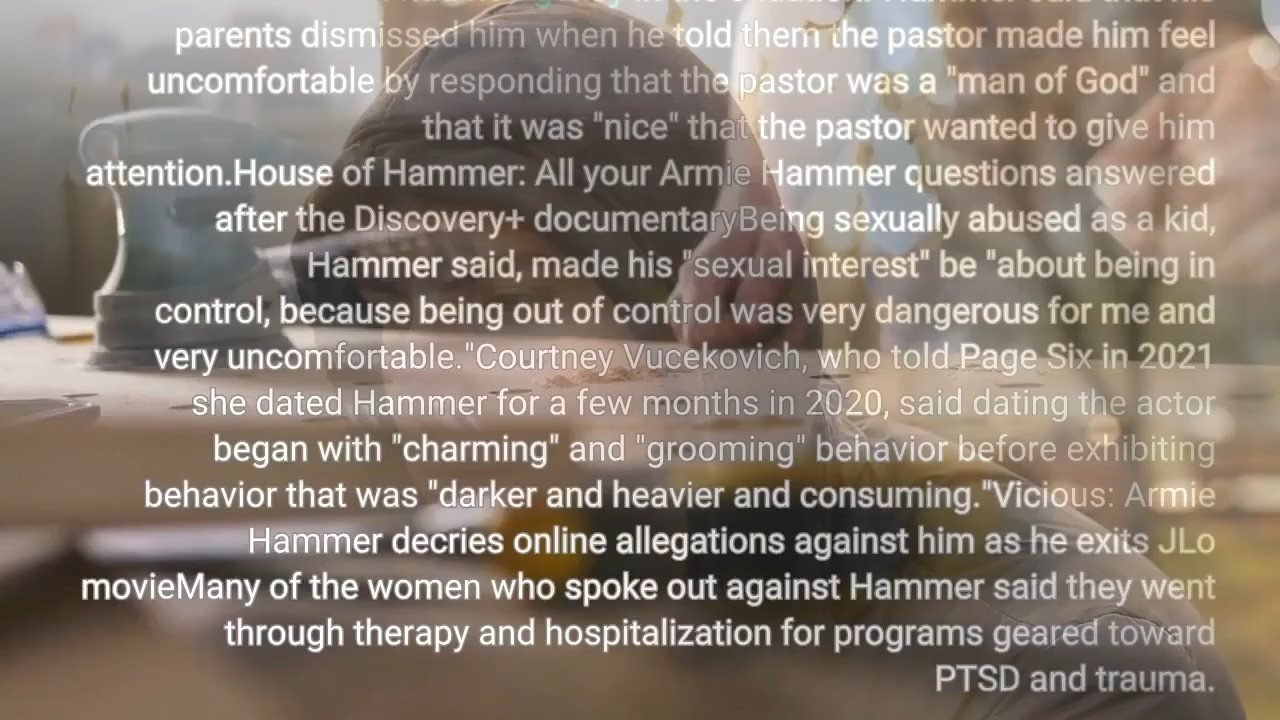 parents dismissed him when he told them the pastor made him feel
uncomfortable by responding that the pastor was a "man of God" and
that it was "nice" that the pastor wanted to give him
attention.House of Hammer: All your Armie Hammer questions answered
after the Discovery+ documentaryBeing sexually abused as a kid,
Hammer said, made his "sexual interest" be "about being in
control, because being out of control was very dangerous for me and
very uncomfortable."Courtney Vucekovich, who told Page Six in 2021
she dated Hammer for a few months in 2020, said dating the actor
began with "charming" and "grooming" behavior before exhibiting
behavior that was "darker and heavier and consuming."Vicious: Armie
Hammer decries online allegations against him as he exits JLo
movieMany of the women who spoke out against Hammer said they went
through therapy and hospitalization for programs geared toward
PTSD and trauma.